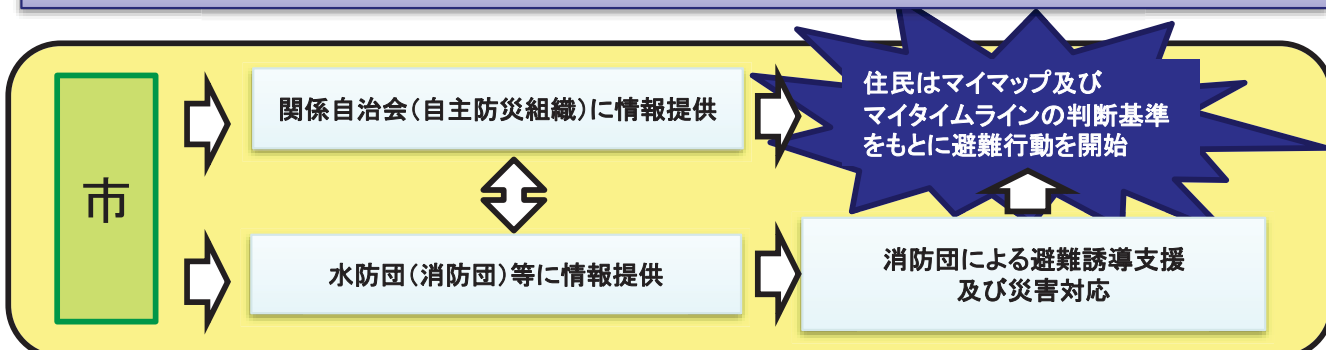 市
関係自治会（自主防災組織）に情報提供
住民はマイマップ及び
マイタイムラインの判断基準
をもとに避難行動を開始
水防団（消防団）等に情報提供
消防団による避難誘導支援
及び災害対応